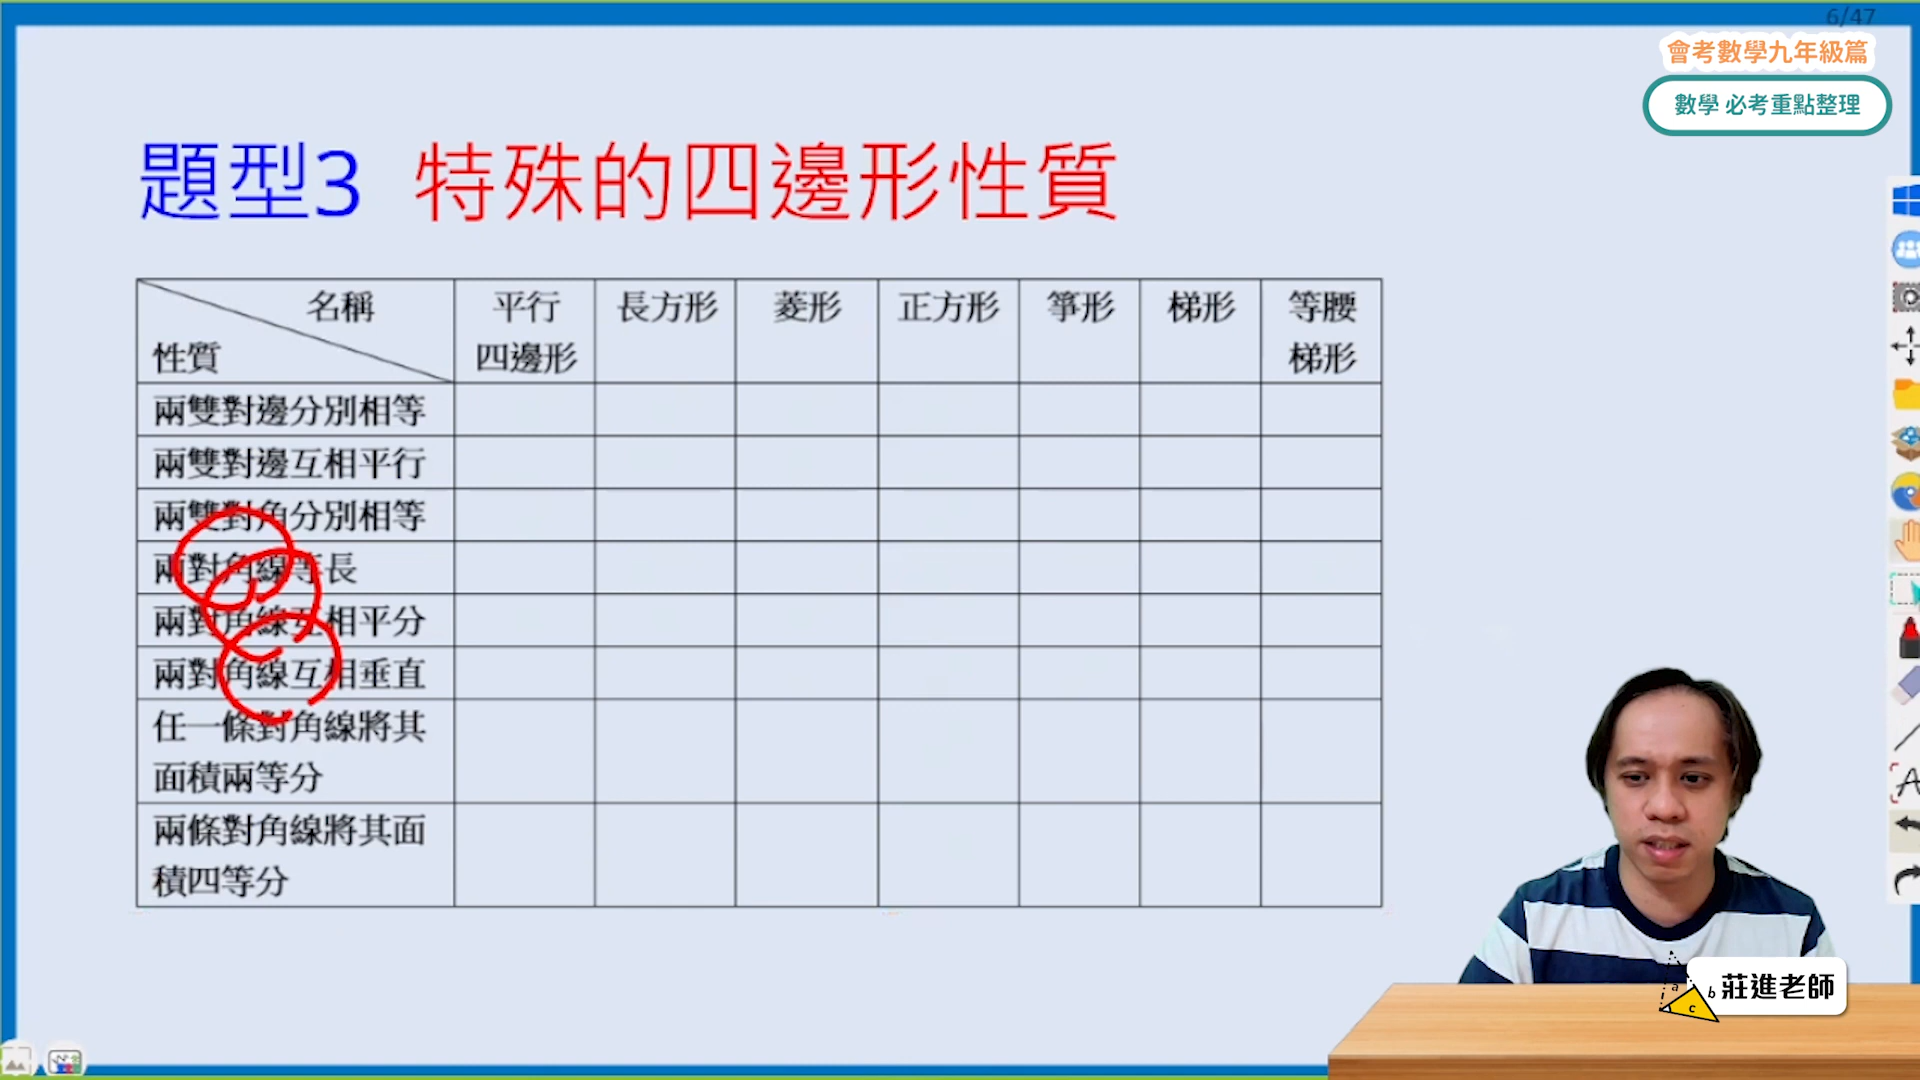 6/47
會考數學九年級篇
數學 必考重點整理
題型3 特殊的四邊形性質
名稱
性質
平行
四邊形
長方形
菱形
正方形
箏形
梯形
等腰
梯形
兩雙對邊分別相等
兩雙對邊互相平行
兩雙對角分別相等
兩對角線等長
兩對角線互相平分
兩對角線互相垂直
任一條對角線將其
面積兩等分
兩條對角線將其面
積四等分
A
a
b
c
莊進老師